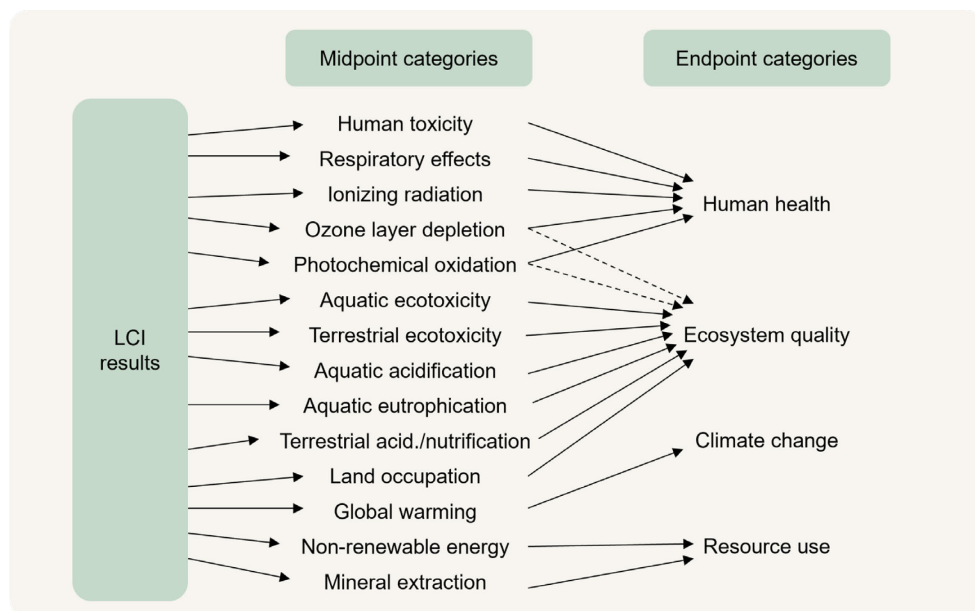 Midpoint categories
Endpoint categories
LCI
results
Human toxicity
Respiratory effects
Ionizing radiation
Ozone layer depletion
Photochemical oxidation
Aquatic ecotoxicity
Terrestrial ecotoxicity
Aquatic acidification
Aquatic eutrophication
Terrestrial acid./nutrification
Land occupation
Global warming
Non-renewable energy
Mineral extraction
Human health
Ecosystem quality
Climate change
Resource use